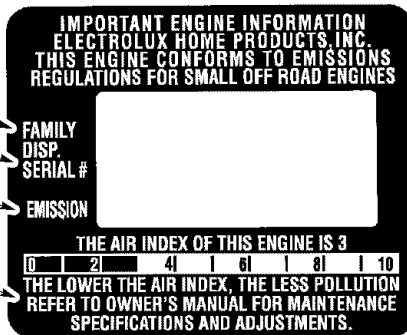 IMPORTANT ENGINE INFORMATION
ELECTROLUX HOME PRODUCTS, INC.
THIS ENGINE CONFORMS TO EMISSIONS
REGULATIONS FOR SMALL OFF ROAD ENGINES
FAMILY
DISP.
SERIAL #
EMISSION
THE AIR INDEX OF THIS ENGINE IS 3
0 2 4 6 8 10
THE LOWER THE AIR INDEX, THE LESS POLLUTION
REFER TO OWNER'S MANUAL FOR MAINTENANCE
SPECIFICATIONS AND ADJUSTMENTS.